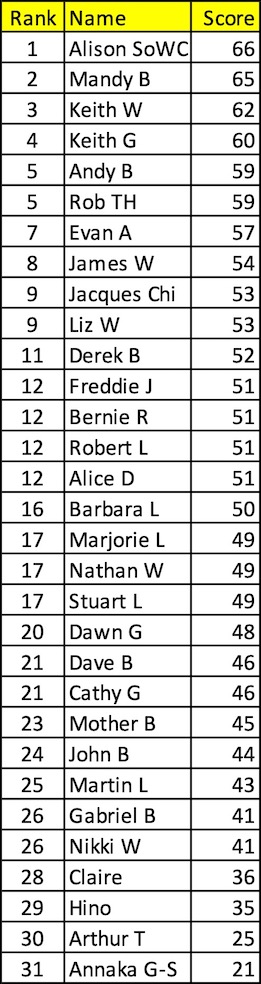 Rank Name Score
1 Alison SoWC 66
2 Mandy B 65
3 Keith W 62
4 Keith G 60
5 Andy B 59
5 Rob TH 59
7 Evan A 57
8 James W 54
9 Jacques Chi 53
9 Liz W 53
11 Derek B 52
12 Freddie J 51
12 Bernie R 51
12 Robert L 51
12 Alice D 51
16 Barbara L 50
17 Marjorie L 49
17 Nathan W 49
17 Stuart L 49
20 Dawn G 48
21 Dave B 46
21 Cathy G 46
23 Mother B 45
24 John B 44
25 Martin L 43
26 Gabriel B 41
26 Nikki W 41
28 Claire 36
29 Hino 35
30 Arthur T 25
31 Annaka G-S 21